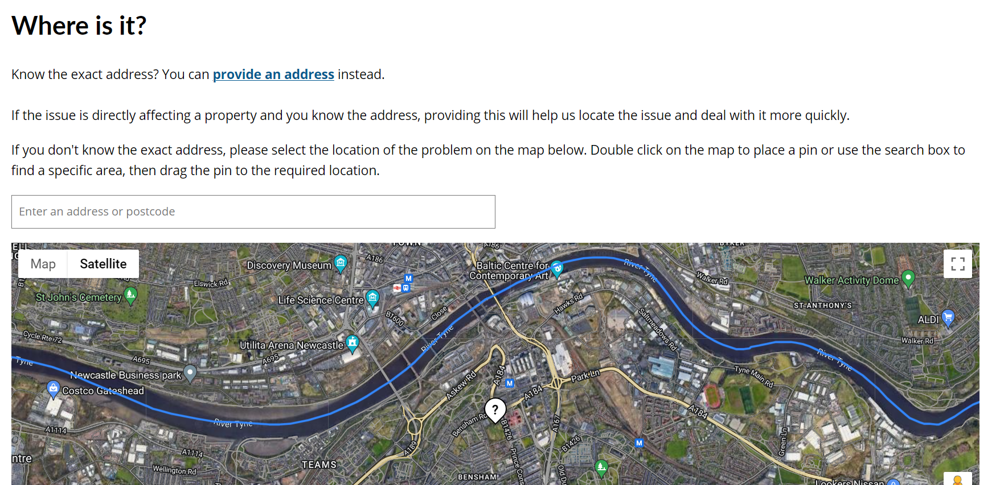 Where is it?
Know the exact address? You can provide an address instead.
If the issue is directly affecting a property and you know the address, providing this will help us locate the issue and deal with it more quickly.
If you don't know the exact address, please select the location of the problem on the map below. Double click on the map to place a pin or use the search box to
find a specific area, then drag the pin to the required location.
Enter an address or postcode
Map
Satellite
A186
BYKER
Discovery Museum
A186
Baltic Centre for
Contemporary Art
River Tyne
Walker Rd
Walker Activity Dome
Elswick Rd
M
St John's Cemetery
Life Science Centre
Hawks Rd
ST ANTHONY'S
B1600
Close
ALDI
Saltmeadows Rd
Cycle Rte 72
Utilita Arena Newcastle
River Tyne
Walker Rd
A695
A695
River Tyne
Tyne
Newcastle Business park
Askew Rd
A184
M
Park Ln
Tyne Main Rd
Costco Gateshead
A184
?
A184
River Tyne
Bensham Rd
B1426
A167
A1114
Green Ln
M
A189
B1426
A1114
ntre
Wellington Rd
TEAMS
Prince Cons
Old Du
BENSHAM
Lookers Nissan